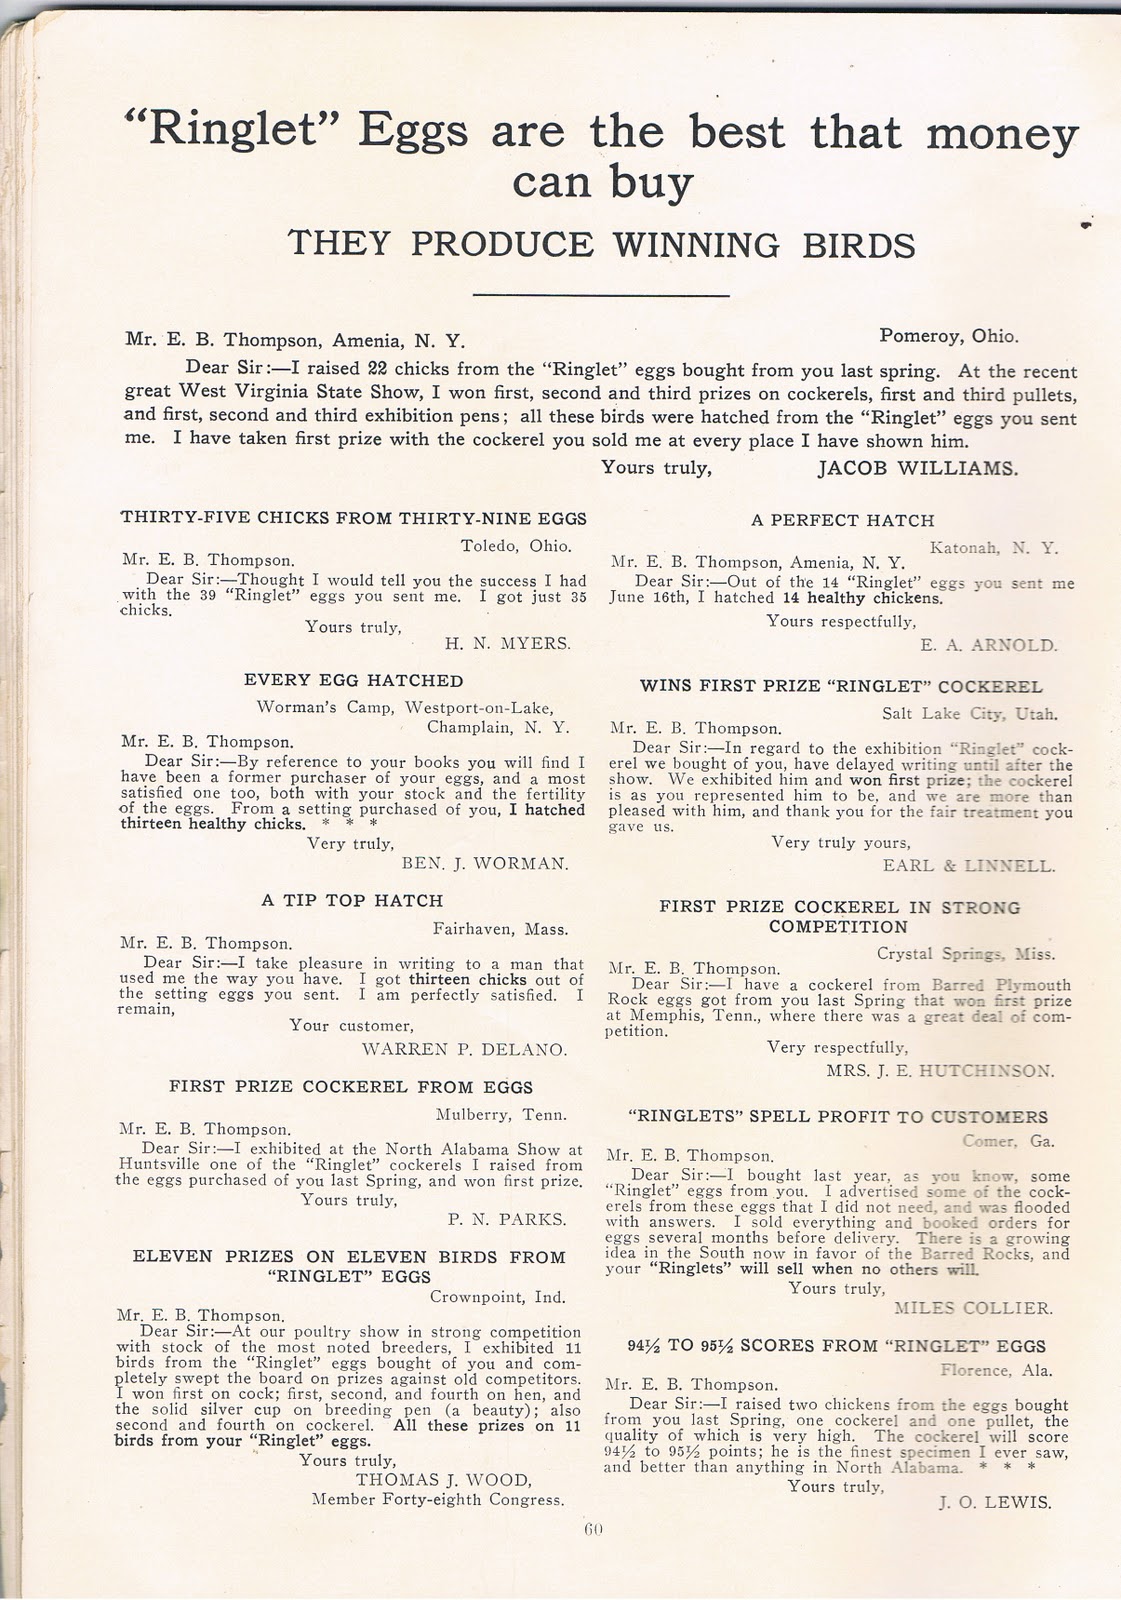 “Ringlet” Eggs are the best that money
can buy
THEY PRODUCE WINNING BIRDS
Mr. E. B. Thompson, Amenia, N. Y.
Pomeroy, Ohio.
Dear Sir:—I raised 22 chicks from the “Ringlet” eggs bought from you last spring. At the recent
great West Virginia State Show, I won first, second and third prizes on cockerels, first and third pullets,
and first, second and third exhibition pens; all these birds were hatched from the “Ringlet” eggs you sent
me. I have taken first prize with the cockerel you sold me at every place I have shown him.
Yours truly, JACOB WILLIAMS.
THIRTY-FIVE CHICKS FROM THIRTY-NINE EGGS
Toledo, Ohio.
Mr. E. B. Thompson.
Dear Sir:—Thought I would tell you the success I had
with the 39 “Ringlet” eggs you sent me. I got just 35
chicks.
Yours truly,
H. N. MYERS.
EVERY EGG HATCHED
Worman's Camp, Westport-on-Lake,
Champlain, N. Y.
Mr. E. B. Thompson.
Dear Sir:—By reference to your books you will find I
have been a former purchaser of your eggs, and a most
satisfied one too, both with your stock and the fertility
of the eggs. From a setting purchased of you, I hatched
thirteen healthy chicks. * * *
Very truly,
BEN. J. WORMAN.
A TIP TOP HATCH
Fairhaven, Mass.
Mr. E. B. Thompson.
Dear Sir:—I take pleasure in writing to a man that
used me the way you have. I got thirteen chicks out of
the setting eggs you sent. I am perfectly satisfied. I
remain,
Your customer,
WARREN P. DELANO.
FIRST PRIZE COCKEREL FROM EGGS
Mulberry, Tenn.
Mr. E. B. Thompson.
Dear Sir:—I exhibited at the North Alabama Show at
Huntsville one of the “Ringlet” cockerels I raised from
the eggs purchased of you last Spring, and won first prize.
Yours truly,
P. N. PARKS.
ELEVEN PRIZES ON ELEVEN BIRDS FROM
“RINGLET” EGGS
Crownpoint, Ind.
Mr. E. B. Thompson.
Dear Sir:—At our poultry show in strong competition
with stock of the most noted breeders, I exhibited 11
birds from the “Ringlet” eggs bought of you and com-
pletely swept the board on prizes against old competitors.
I won first on cock; first, second, and fourth on hen, and
the solid silver cup on breeding pen (a beauty); also
second and fourth on cockerel. All these prizes on 11
birds from your “Ringlet” eggs.
Yours truly,
THOMAS J. WOOD,
Member Forty-eighth Congress.
A PERFECT HATCH
Katonah, N. Y.
Mr. E. B. Thompson, Amenia, N. Y.
Dear Sir:—Out of the 14 “Ringlet” eggs you sent me
June 16th, I hatched 14 healthy chickens.
Yours respectfully,
E. A. ARNOLD.
WINS FIRST PRIZE “RINGLET” COCKEREL
Salt Lake City, Utah.
Mr. E. B. Thompson.
Dear Sir:—In regard to the exhibition “Ringlet” cock-
erel we bought of you, have delayed writing until after the
show. We exhibited him and won first prize; the cockerel
is as you represented him to be, and we are more than
pleased with him, and thank you for the fair treatment you
gave us.
Very truly yours,
EARL & LINNELL.
FIRST PRIZE COCKEREL IN STRONG
COMPETITION
Crystal Springs, Miss.
Mr. E. B. Thompson.
Dear Sir:—I have a cockerel from Barred Plymouth
Rock eggs got from you last Spring that won first prize
at Memphis, Tenn., where there was a great deal of com-
petition.
Very respectfully,
MRS. J. E. HUTCHINSON.
“RINGLETS” SPELL PROFIT TO CUSTOMERS
Comer, Ga.
Mr. E. B. Thompson.
Dear Sir:—I bought last year, as you know, some
“Ringlet” eggs from you. I advertised some of the cock-
erels from these eggs that I did not need, and was flooded
with answers. I sold everything and booked orders for
eggs several months before delivery. There is a growing
idea in the South now in favor of the Barred Rocks, and
your “Ringlets” will sell when no others will.
Yours truly,
MILES COLLIER.
94½ TO 95½ SCORES FROM “RINGLET” EGGS
Florence, Ala.
Mr. E. B. Thompson.
Dear Sir:—I raised two chickens from the eggs bought
from you last Spring, one cockerel and one pullet, the
quality of which is very high. The cockerel will score
94½ to 95½ points; he is the finest specimen I ever saw,
and better than anything in North Alabama. * * *
Yours truly,
J. O. LEWIS.
60